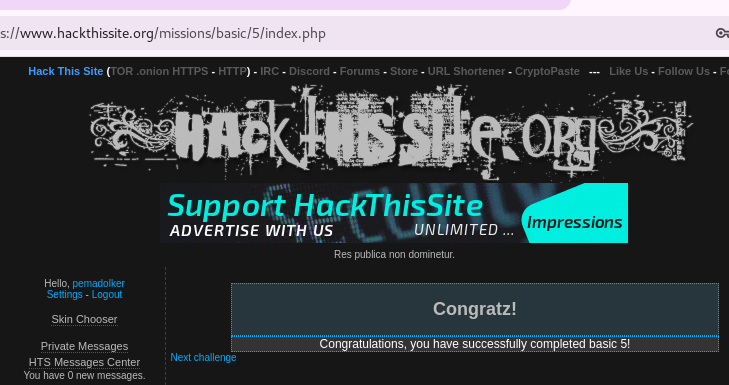 s://www.hackthissite.org/missions/basic/5/index.php
Hack This Site (TOR .onion HTTPS - HTTP) - IRC - Discord - Forums - Store - URL Shortener - CryptoPaste --- Like Us - Follow Us - Fo
HackThisSite.org
Support HackThisSite
ADVERTISE WITH US UNLIMITED ... Impressions
Res publica non dominetur.
Hello, pemadolker
Settings - Logout
Skin Chooser
Private Messages
HTS Messages Center
You have 0 new messages.
Congratz!
Congratulations, you have successfully completed basic 5!
Next challenge